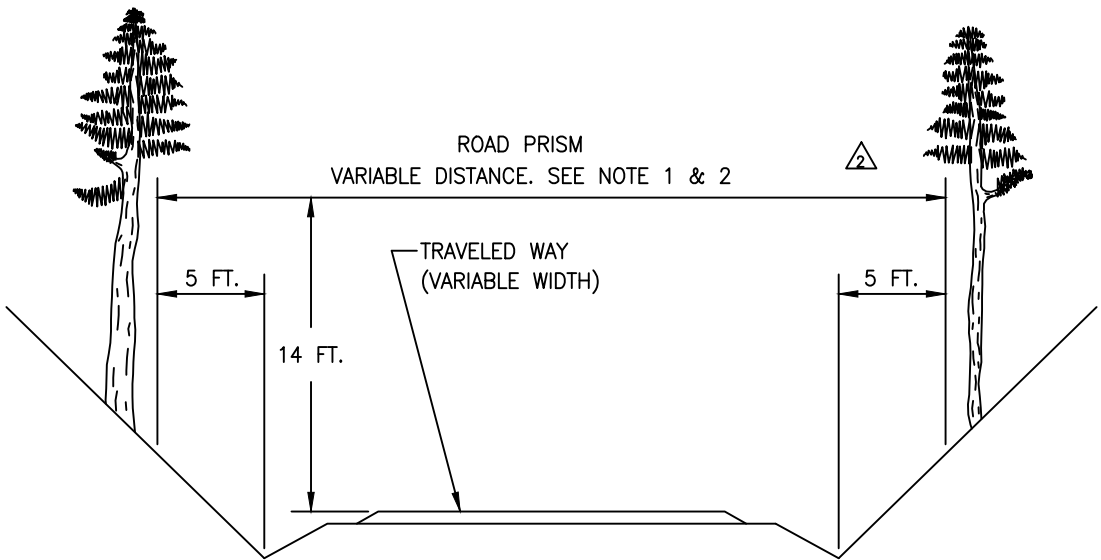 ROAD PRISM
VARIABLE DISTANCE. SEE NOTE 1 & 2
2
TRAVELED WAY
(VARIABLE WIDTH)
5 FT.
5 FT.
14 FT.